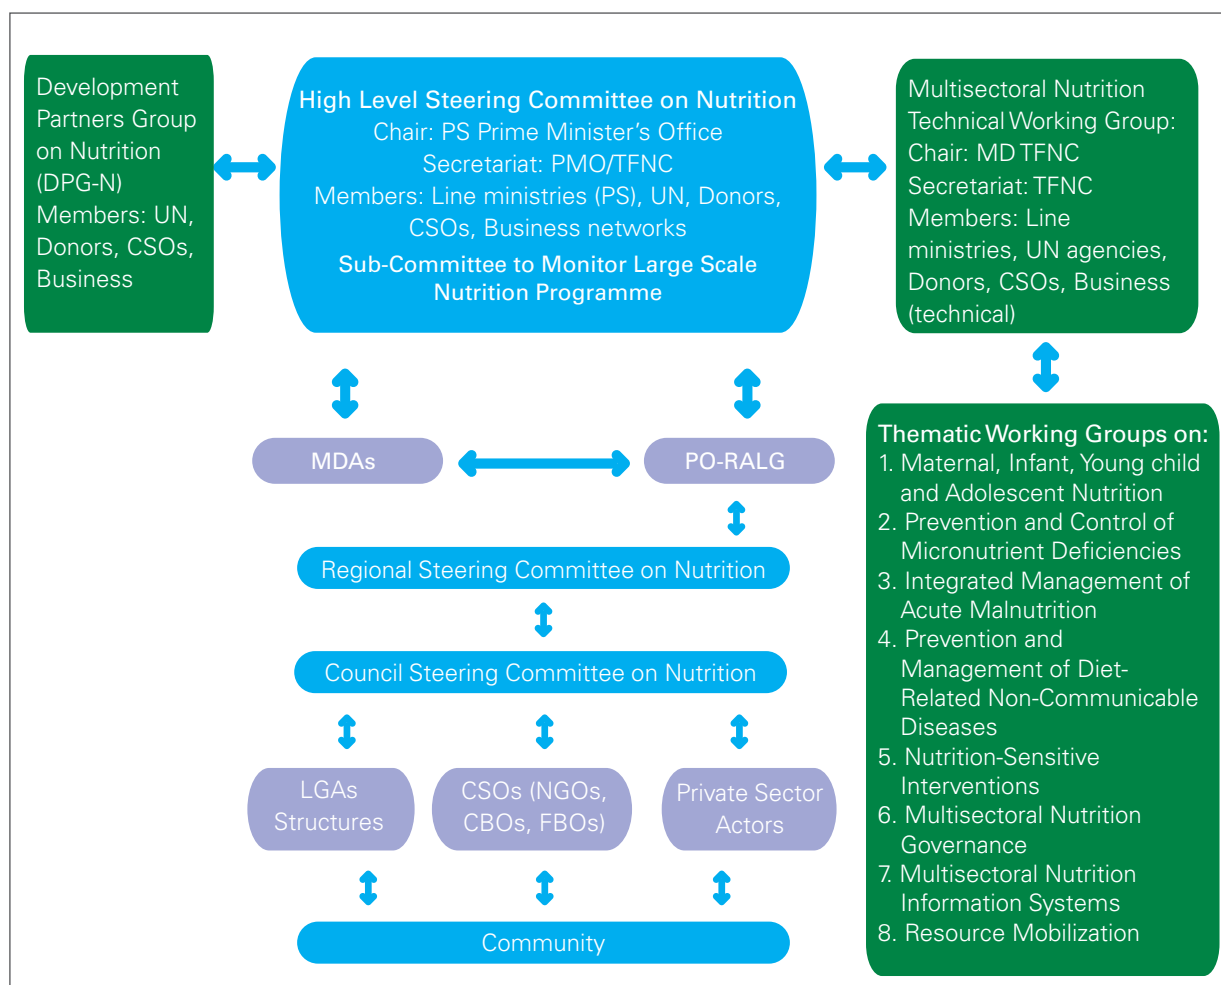 Development
Partners Group
on Nutrition
(DPG-N)
Members: UN,
Donors, CSOs,
Business
High Level Steering Committee on Nutrition
Chair: PS Prime Minister's Office
Secretariat: PMO/TFNC
Members: Line ministries (PS), UN, Donors,
CSOs, Business networks
Sub-Committee to Monitor Large Scale
Nutrition Programme
Multisectoral Nutrition
Technical Working Group:
Chair: MD TFNC
Secretariat: TFNC
Members: Line
ministries, UN agencies,
Donors, CSOs, Business
(technical)
MDAs
PO-RALG
Regional Steering Committee on Nutrition
Council Steering Committee on Nutrition
LGAs
Structures
CSOs (NGOs,
CBOs, FBOs)
Private Sector
Actors
Community
Thematic Working Groups on:
1. Maternal, Infant, Young child
and Adolescent Nutrition
2. Prevention and Control of
Micronutrient Deficiencies
3. Integrated Management of
Acute Malnutrition
4. Prevention and
Management of Diet-
Related Non-Communicable
Diseases
5. Nutrition-Sensitive
Interventions
6. Multisectoral Nutrition
Governance
7. Multisectoral Nutrition
Information Systems
8. Resource Mobilization